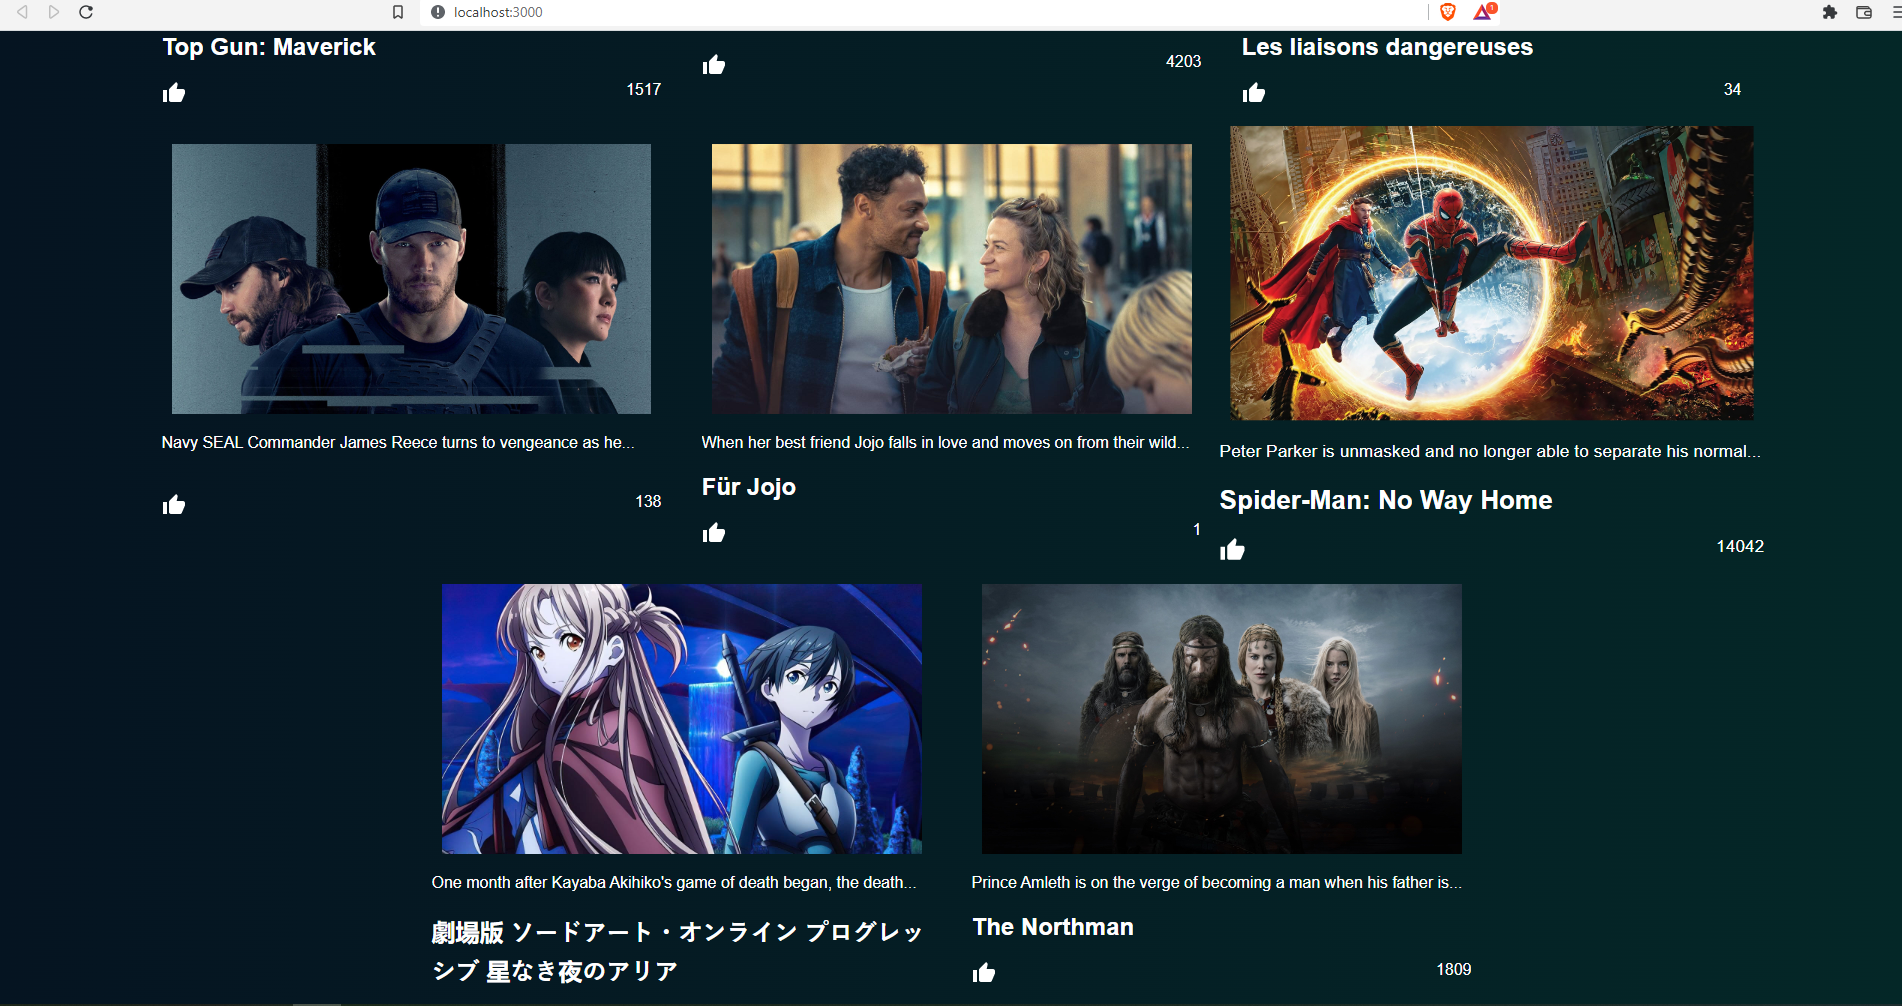 localhost:3000
1
Top Gun: Maverick
1517
4203
Les liaisons dangereuses
34
Navy SEAL Commander James Reece turns to vengeance as he...
138
When her best friend Jojo falls in love and moves on from their wild...
Für Jojo
1
Peter Parker is unmasked and no longer able to separate his normal...
Spider-Man: No Way Home
14042
One month after Kayaba Akihiko's game of death began, the death...
劇場版 ソードアート・オンライン プログレッ
シブ 星なき夜のアリア
Prince Amleth is on the verge of becoming a man when his father is...
The Northman
1809